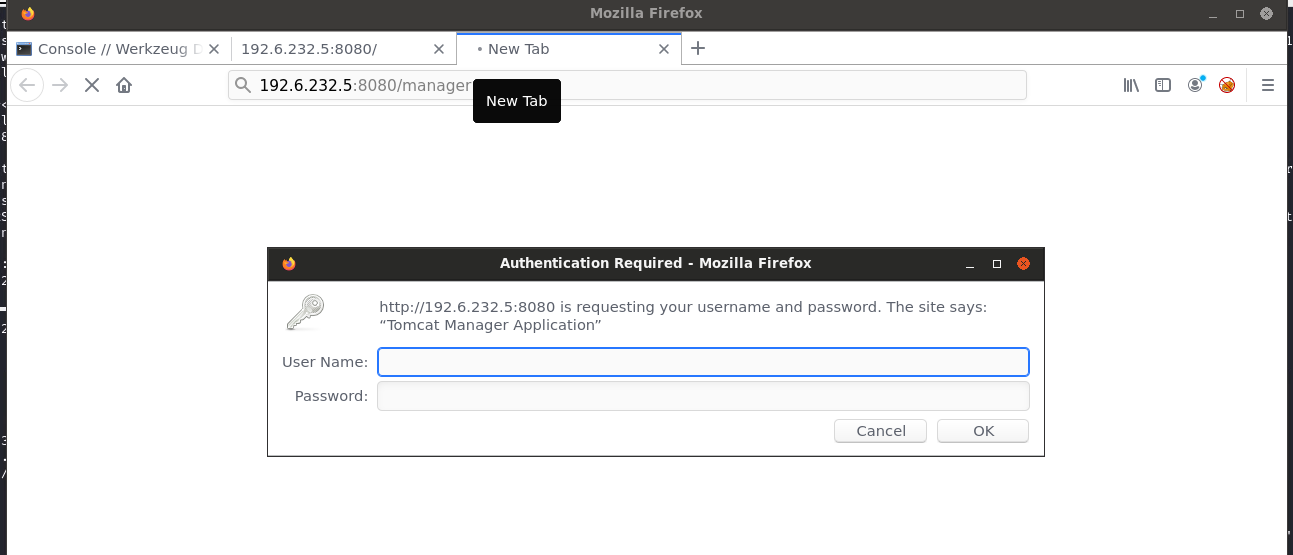 Mozilla Firefox
Console // Werkzeug D
192.6.232.5:8080/
New Tab
192.6.232.5:8080/manager
New Tab
Authentication Required - Mozilla Firefox
http://192.6.232.5:8080 is requesting your username and password. The site says:
“Tomcat Manager Application”
User Name:
Password:
Cancel OK